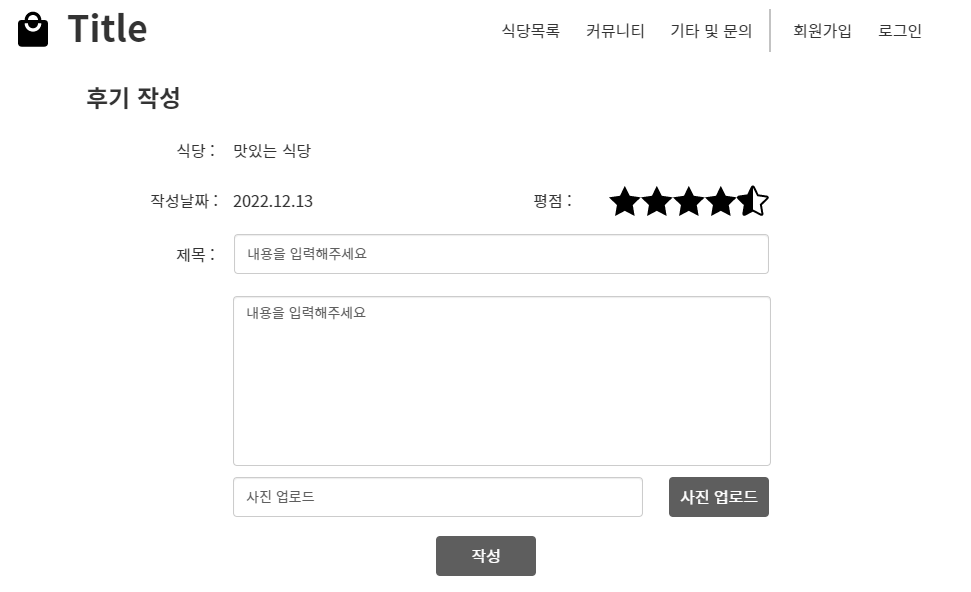 Title 식당목록 커뮤니티 기타 및 문의 회원가입 로그인
후기 작성
식당 : 맛있는 식당
작성날짜 : 2022.12.13 평점 :
제목 : 내용을 입력해주세요
내용을 입력해주세요
사진 업로드 사진 업로드
작성